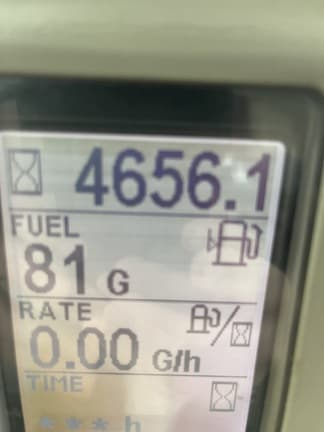 4656.1
FUEL
81 G
RATE
0.00 G/h
TIME
*** h